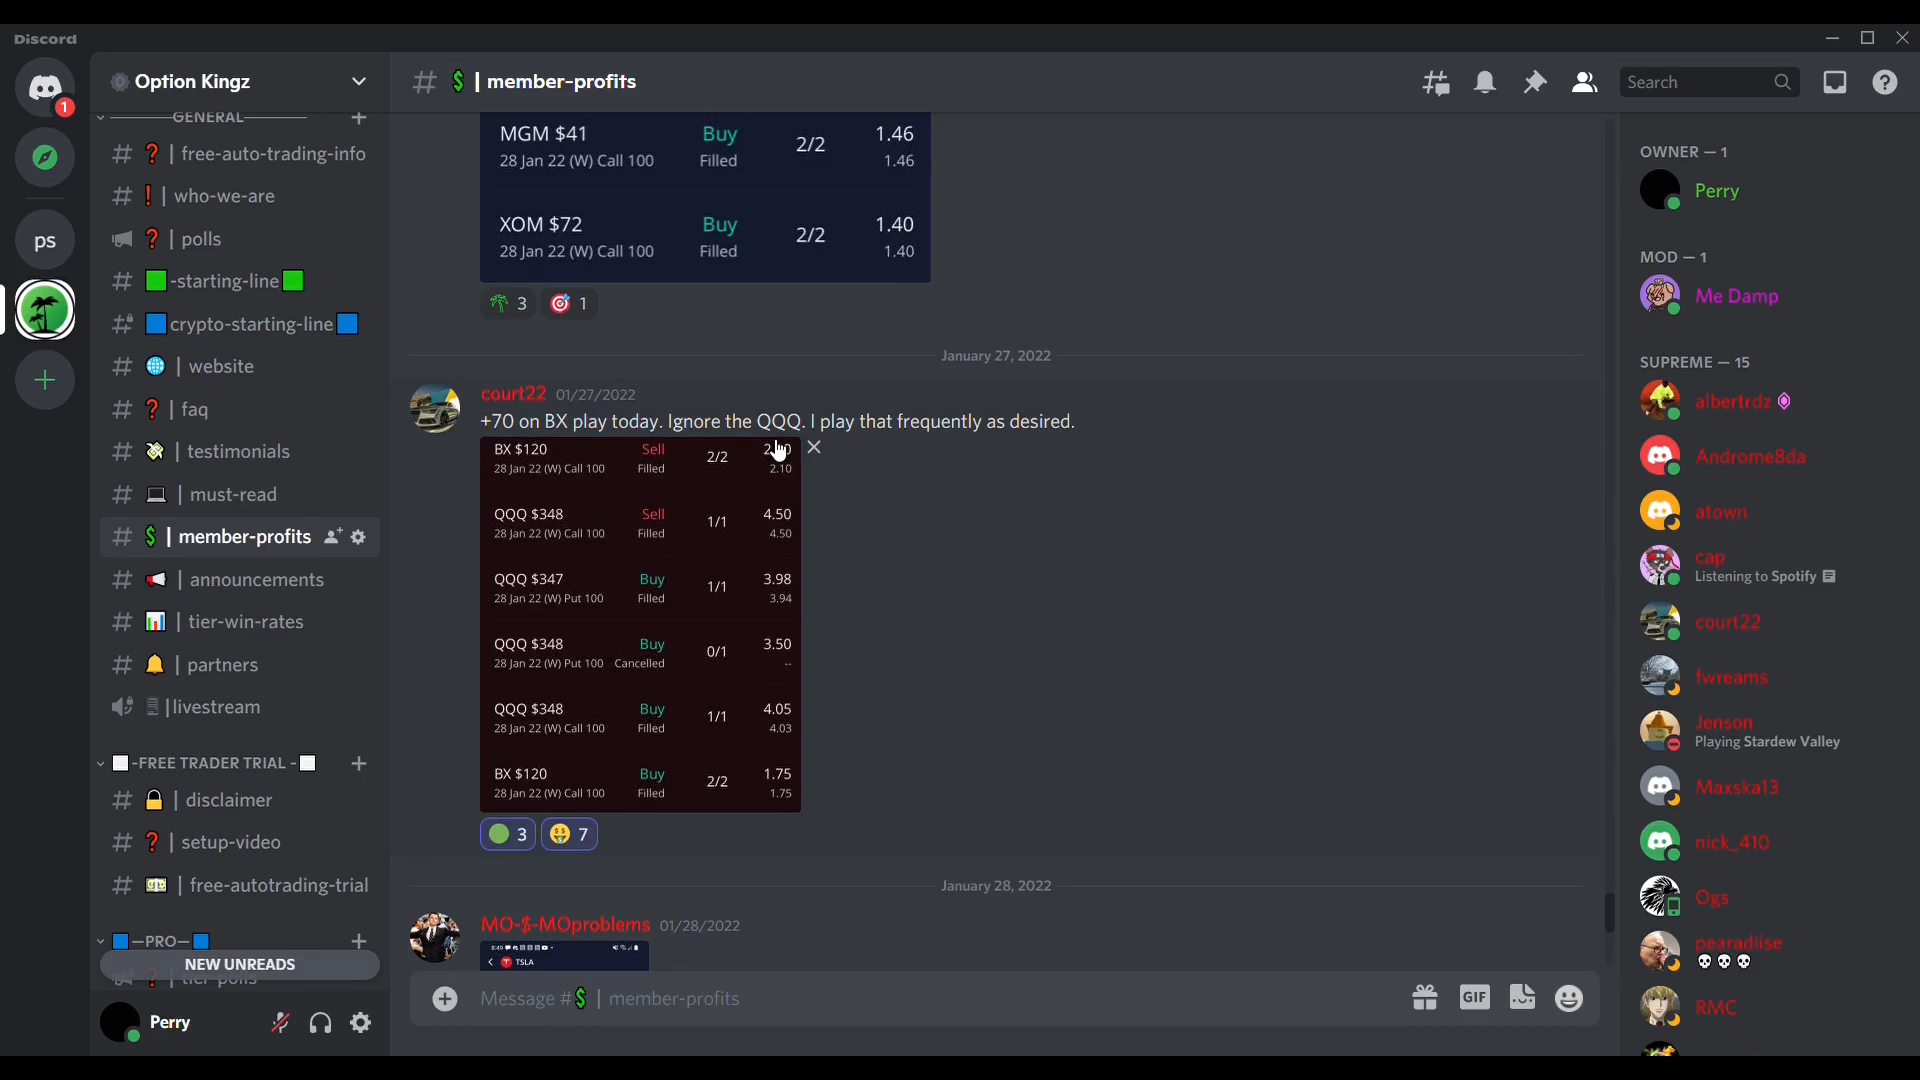 Discord
Option Kingz
$ | member-profits
Search
1
ps
GENERAL
# ❓ | free-auto-trading-info
# ❗ | who-we-are
❓ | polls
# 🟩-starting-line🟩
# 🟦crypto-starting-line🟦
# 🌐 | website
# ❓ | faq
# 💸 | testimonials
# 💻 | must-read
# 💲 | member-profits
# 📢 | announcements
# 📊 | tier-win-rates
# 🔔 | partners
|livestream
⬜-FREE TRADER TRIAL -⬜
# 🔒 | disclaimer
# ❓ | setup-video
# 💵 | free-autotrading-trial
🟦—PRO—🟦
NEW UNREADS
❓ | tier-polls
Perry
MGM $41 Buy 2/2 1.46
28 Jan 22 (W) Call 100 Filled 1.46
XOM $72 Buy 2/2 1.40
28 Jan 22 (W) Call 100 Filled 1.40
🌴 3 🎯 1
January 27, 2022
court22 01/27/2022
+70 on BX play today. Ignore the QQQ. I play that frequently as desired.
BX $120 Sell 2/2
28 Jan 22 (W) Call 100 Filled 2.10
QQQ $348 Sell 1/1 4.50
28 Jan 22 (W) Call 100 Filled 4.50
QQQ $347 Buy 1/1 3.98
28 Jan 22 (W) Put 100 Filled 3.94
QQQ $348 Buy 0/1 3.50
28 Jan 22 (W) Put 100 Cancelled --
QQQ $348 Buy 1/1 4.05
28 Jan 22 (W) Call 100 Filled 4.03
BX $120 Buy 2/2 1.75
28 Jan 22 (W) Call 100 Filled 1.75
🟢 3 🤑 7
January 28, 2022
MO-$-MOproblems 01/28/2022
TSLA
Message #💲 | member-profits
GIF
OWNER — 1
Perry
MOD — 1
Me Damp
SUPREME — 15
albertrdz
Androme8da
atown
cap
Listening to Spotify
court22
fwreams
Jenson
Playing Stardew Valley
Maxska13
nick_410
Ogs
pearadiise
💀 💀 💀
RMC